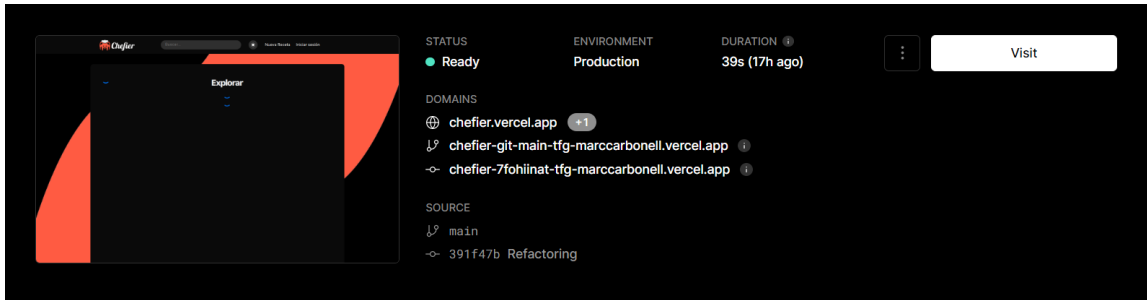 Chefier
Search...
Nueva Receta Iniciar sesión
Explorar
STATUS ENVIRONMENT DURATION
Ready Production 39s (17h ago)
Visit
DOMAINS
chefier.vercel.app +1
chefier-git-main-tfg-marccarbonell.vercel.app
chefier-7fohiinat-tfg-marccarbonell.vercel.app
SOURCE
main
391f47b Refactoring